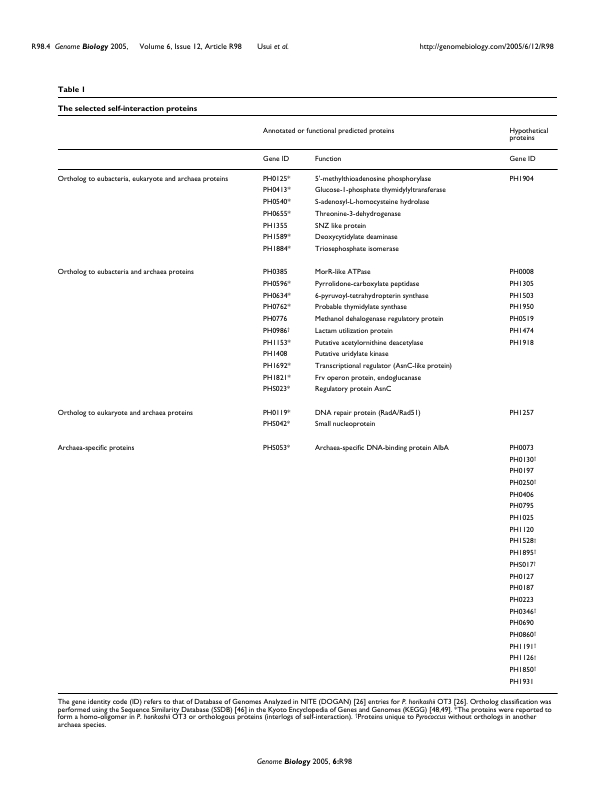 R98.4 Genome Biology 2005, Volume 6, Issue 12, Article R98 Usui et al. http://genomebiology.com/2005/6/12/R98
Table 1
The selected self-interaction proteins
Annotated or functional predicted proteins Hypothetical
proteins
Gene ID Function Gene ID
Ortholog to eubacteria, eukaryote and archaea proteins PH0125* 5'-methylthioadenosine phosphorylase PH1904
PH0413* Glucose-1-phosphate thymidylyltransferase
PH0540* S-adenosyl-L-homocysteine hydrolase
PH0655* Threonine-3-dehydrogenase
PH1355 SNZ like protein
PH1589* Deoxycytidylate deaminase
PH1884* Triosephosphate isomerase
Ortholog to eubacteria and archaea proteins PH0385 MorR-like ATPase PH0008
PH0596* Pyrrolidone-carboxylate peptidase PH1305
PH0634* 6-pyruvoyl-tetrahydropterin synthase PH1503
PH0762* Probable thymidylate synthase PH1950
PH0776 Methanol dehalogenase regulatory protein PH0519
PH0986† Lactam utilization protein PH1474
PH1153* Putative acetylornithine deacetylase PH1918
PH1408 Putative uridylate kinase
PH1692* Transcriptional regulator (AsnC-like protein)
PH1821* Frv operon protein, endoglucanase
PHS023* Regulatory protein AsnC
Ortholog to eukaryote and archaea proteins PH0119* DNA repair protein (RadA/Rad51) PH1257
PHS042* Small nucleoprotein
Archaea-specific proteins PHS053* Archaea-specific DNA-binding protein AlbA PH0073
PH0130†
PH0197
PH0250†
PH0406
PH0795
PH1025
PH1120
PH1528†
PH1895†
PHS017†
PH0127
PH0187
PH0223
PH0346†
PH0690
PH0860†
PH1191†
PH1126†
PH1850†
PH1931
The gene identity code (ID) refers to that of Database of Genomes Analyzed in NITE (DOGAN) [26] entries for P. horikoshii OT3 [26]. Ortholog classification was
performed using the Sequence Similarity Database (SSDB) [46] in the Kyoto Encyclopedia of Genes and Genomes (KEGG) [48,49]. *The proteins were reported to
form a homo-oligomer in P. horikoshii OT3 or orthologous proteins (interlogs of self-interaction). †Proteins unique to Pyrococcus without orthologs in another
archaea species.
Genome Biology 2005, 6:R98